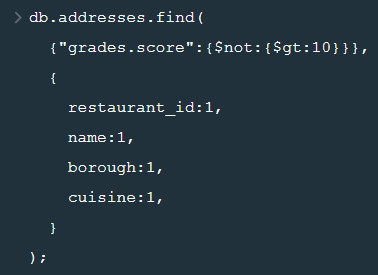 > db.addresses.find(
{"grades.score":{$not:{$gt:10}}},
{
restaurant_id:1,
name:1,
borough:1,
cuisine:1,
}
);